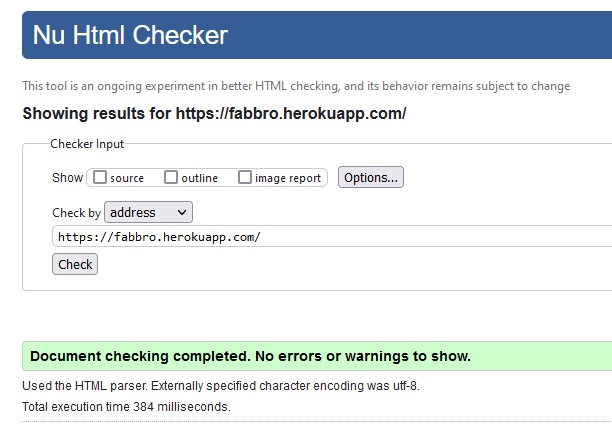 Nu Html Checker
This tool is an ongoing experiment in better HTML checking, and its behavior remains subject to change
Showing results for https://fabbro.herokuapp.com/
Checker Input
Show source outline image report Options...
Check by address
https://fabbro.herokuapp.com/
Check
Document checking completed. No errors or warnings to show.
Used the HTML parser. Externally specified character encoding was utf-8.
Total execution time 384 milliseconds.